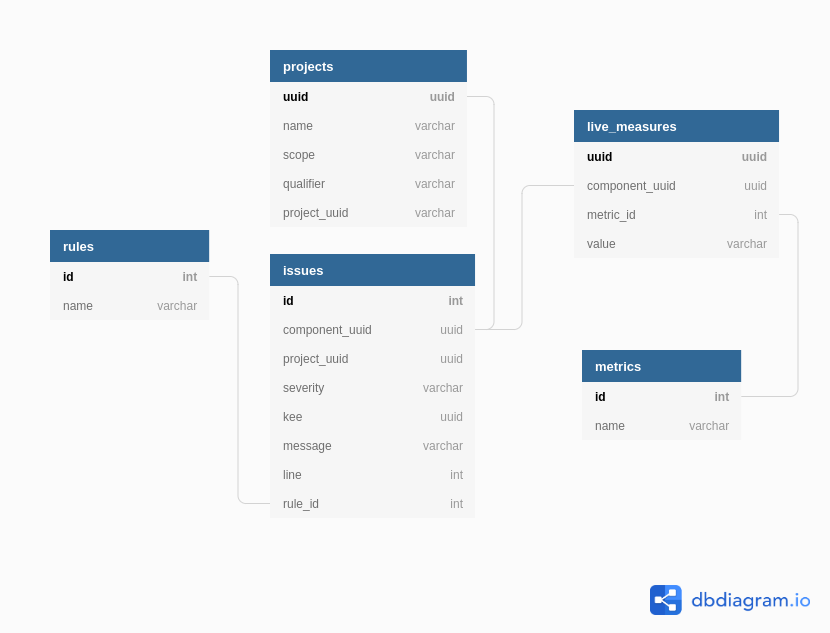 projects
uuid uuid
name varchar
scope varchar
qualifier varchar
project_uuid varchar
live_measures
uuid uuid
component_uuid uuid
metric_id int
value varchar
rules
id int
name varchar
issues
id int
component_uuid uuid
project_uuid uuid
severity varchar
kee uuid
message varchar
line int
rule_id int
metrics
id int
name varchar
dbdiagram.io